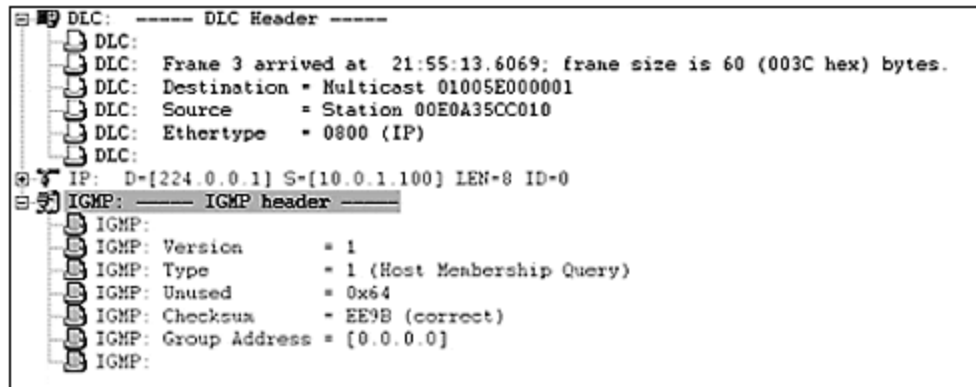 DLC: ----- DLC Header -----
DLC:
DLC: Frame 3 arrived at 21:55:13.6069; frame size is 60 (003C hex) bytes.
DLC: Destination = Multicast 01005E000001
DLC: Source = Station 00E0A35CC010
DLC: Ethertype = 0800 (IP)
DLC:
IP: D=[224.0.0.1] S=[10.0.1.100] LEN=8 ID=0
IGMP: ----- IGMP header -----
IGMP:
IGMP: Version = 1
IGMP: Type = 1 (Host Membership Query)
IGMP: Unused = 0x64
IGMP: Checksum = EE9B (correct)
IGMP: Group Address = [0.0.0.0]
IGMP: